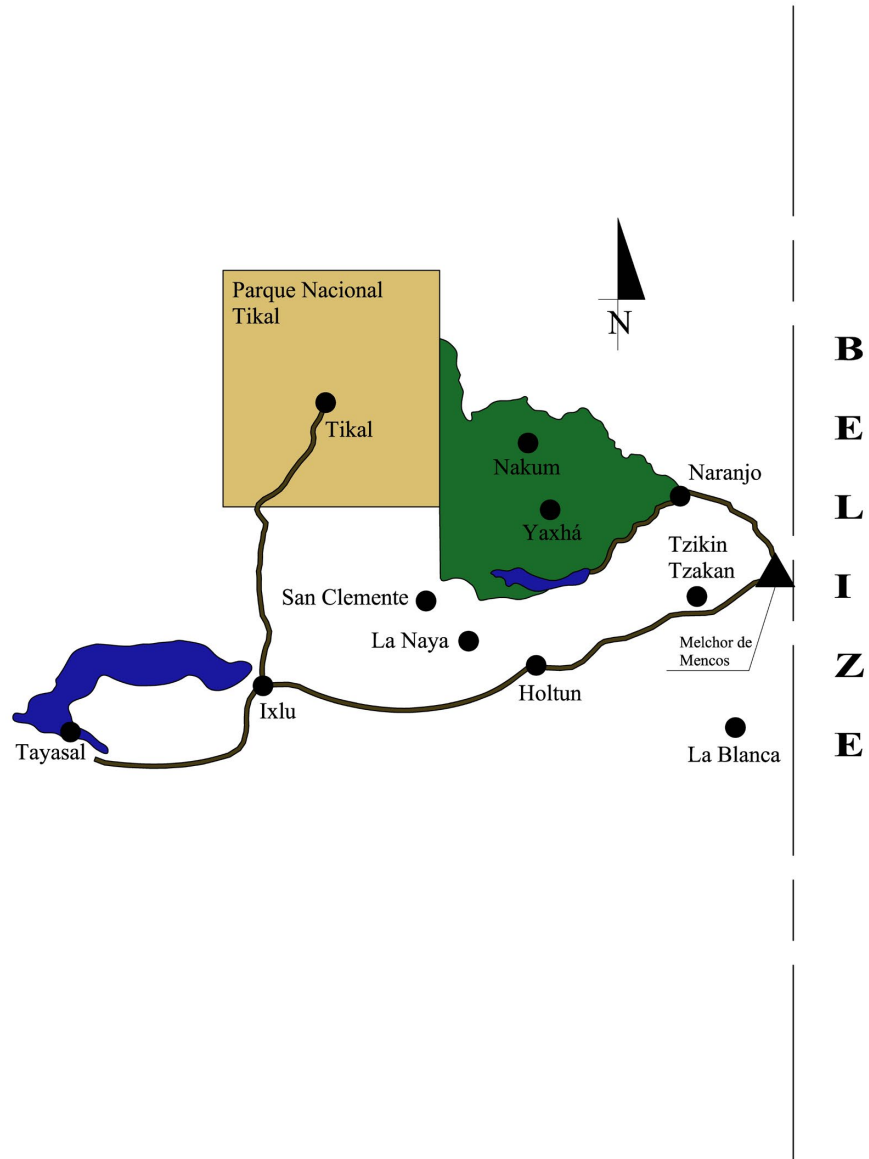 Parque Nacional
Tikal
N
Tikal
Nakum
Naranjo
Yaxhá
Tzikin
Tzakan
San Clemente
La Naya
Melchor de
Mencos
Ixlu
Holtun
Tayasal
La Blanca
B
E
L
I
Z
E